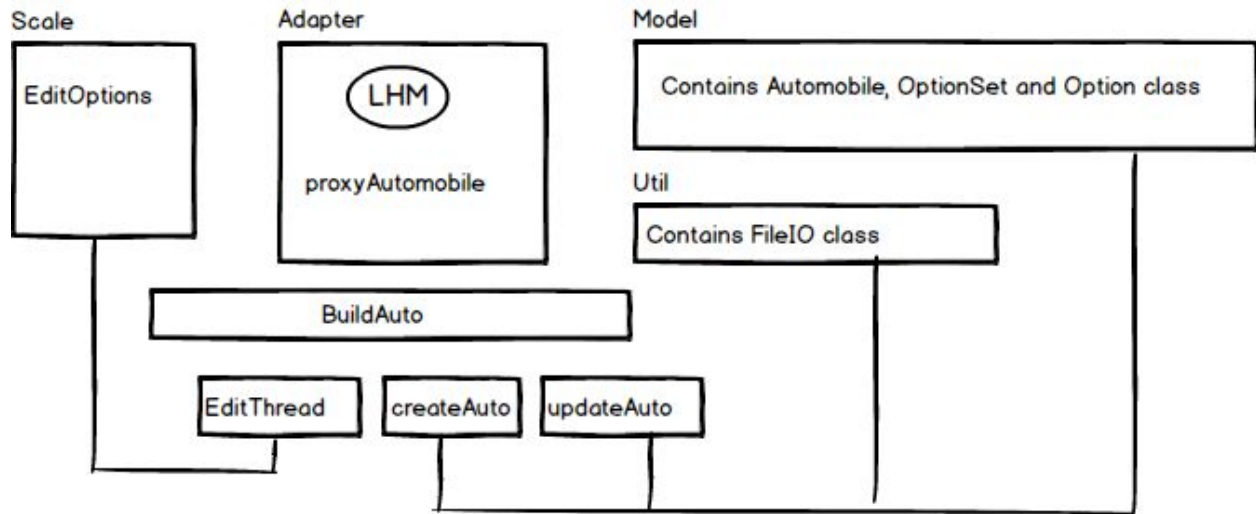 Scale
Adapter
Model
EditOptions
LHM
Contains Automobile, OptionSet and Option class
proxyAutomobile
Util
Contains FileIO class
BuildAuto
EditThread
createAuto
updateAuto